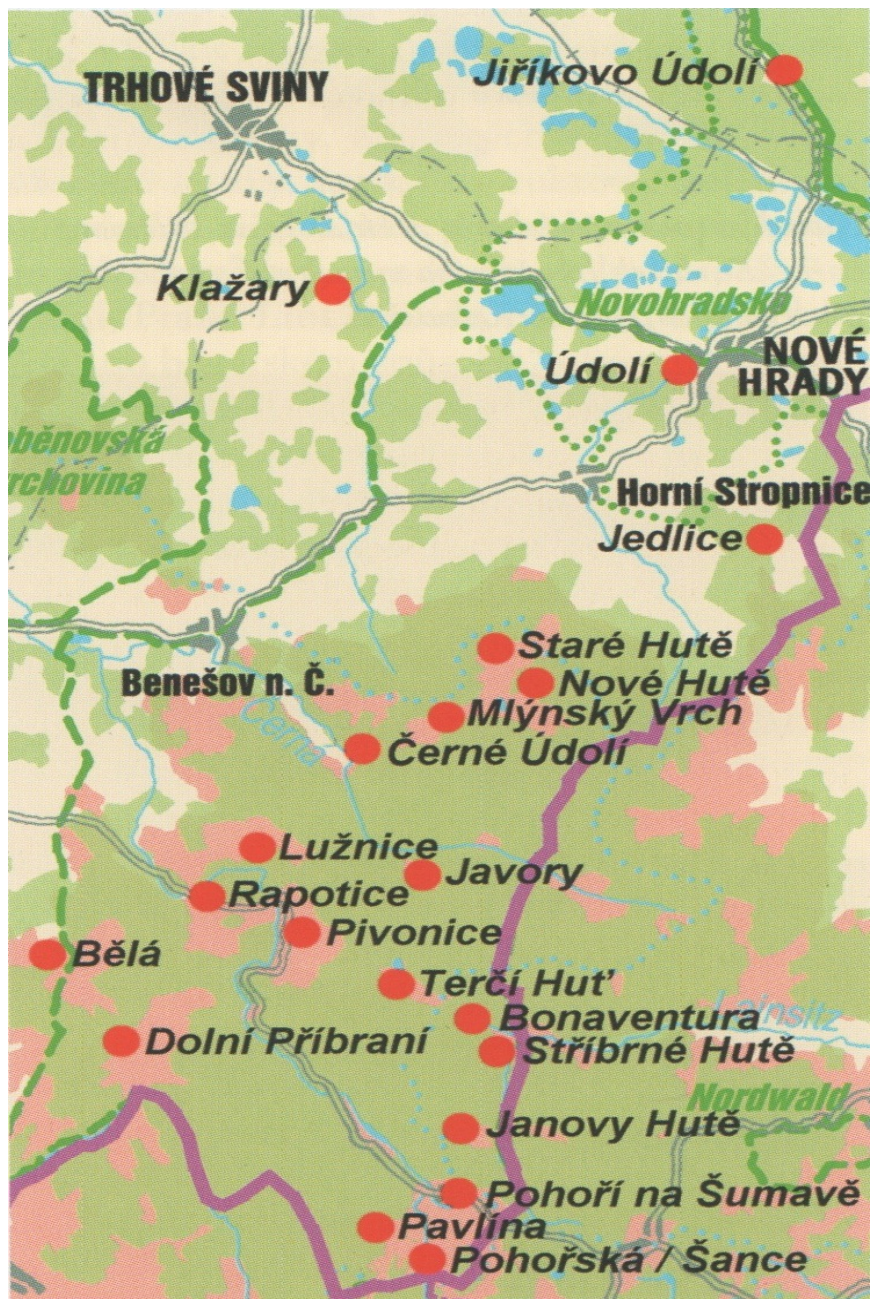 Jiříkovo Údolí
TRHOVÉ SVINY
Klažary
Novohradsko
NOVÉ
HRADY
Údolí
Horní Stropnice
Jedlice
Staré Hutě
Nové Hutě
Mlýnský Vrch
Benešov n. Č.
Černá
Černé Údolí
Lužnice
Javory
Rapotice
Pivonice
Bělá
Terčí Huť
Bonaventura
Lainsitz
Dolní Příbraní
Stříbrné Hutě
Nordwald
Janovy Hutě
Pohoří na Šumavě
Pavlína
Pohořská / Šance